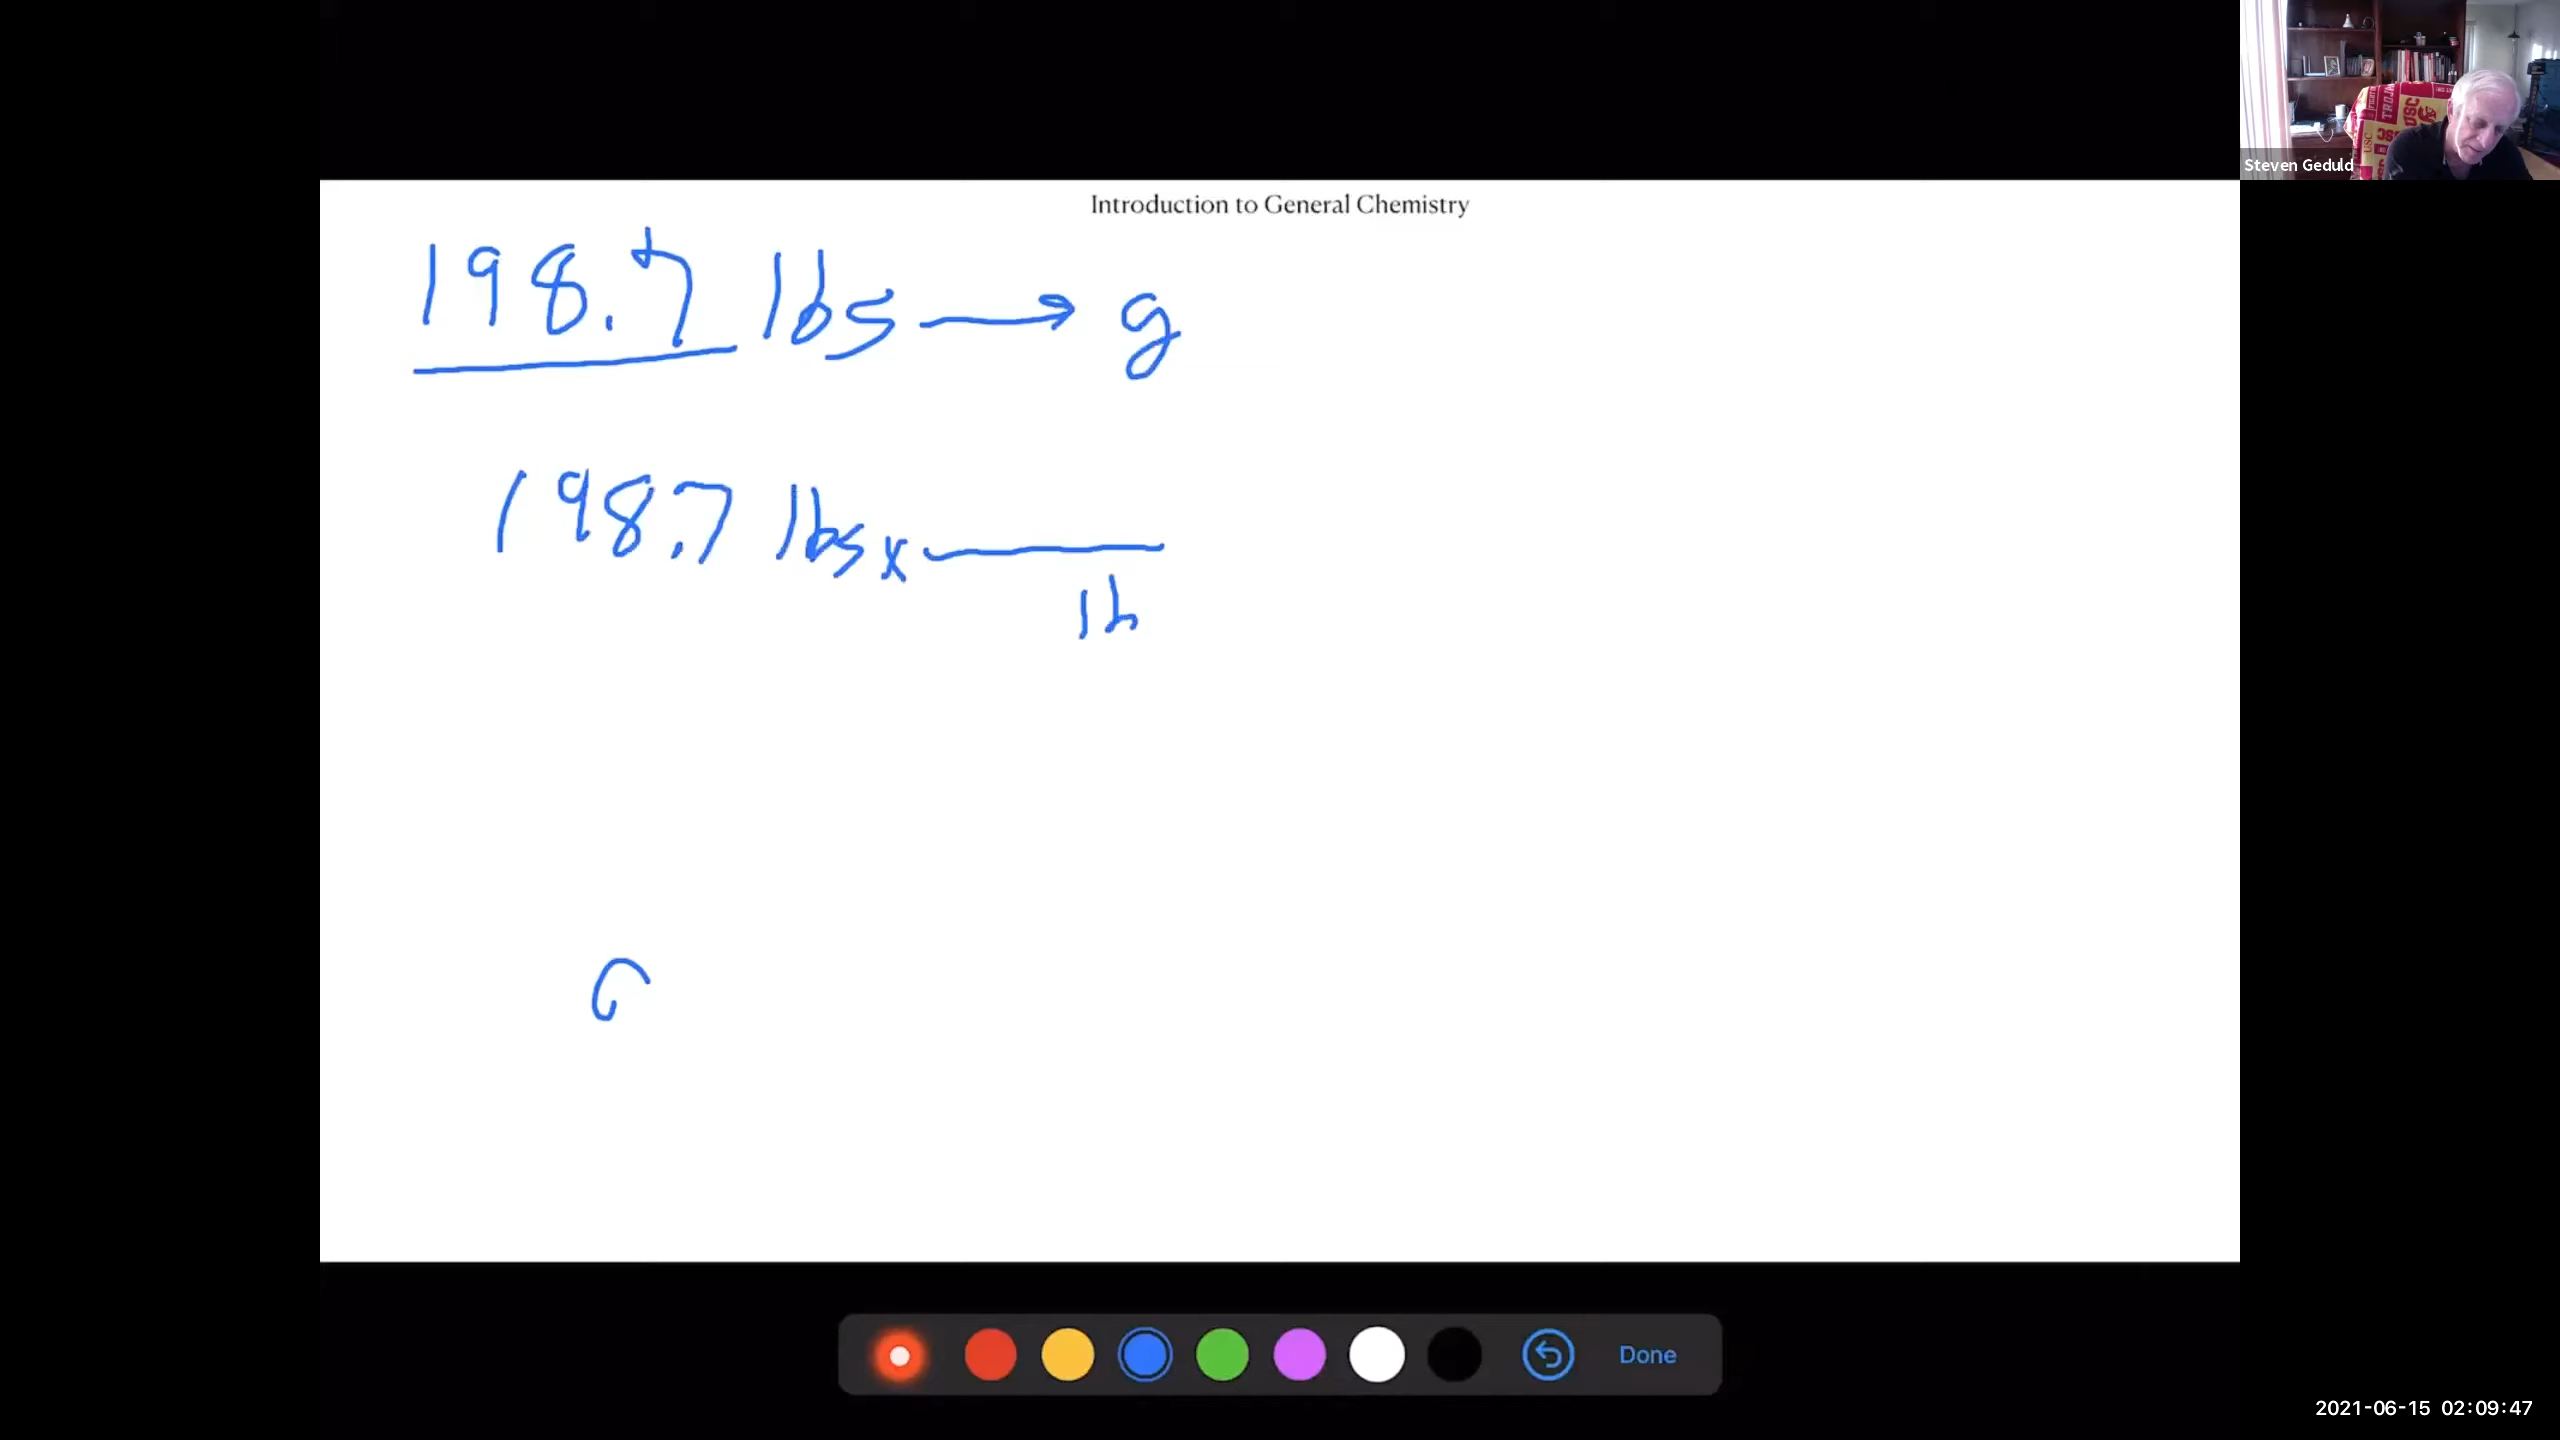 Steven Geduld
Introduction to General Chemistry
198.7 lbs → g
198.7 lbs x
lb
Done
2021-06-15 02:09:47